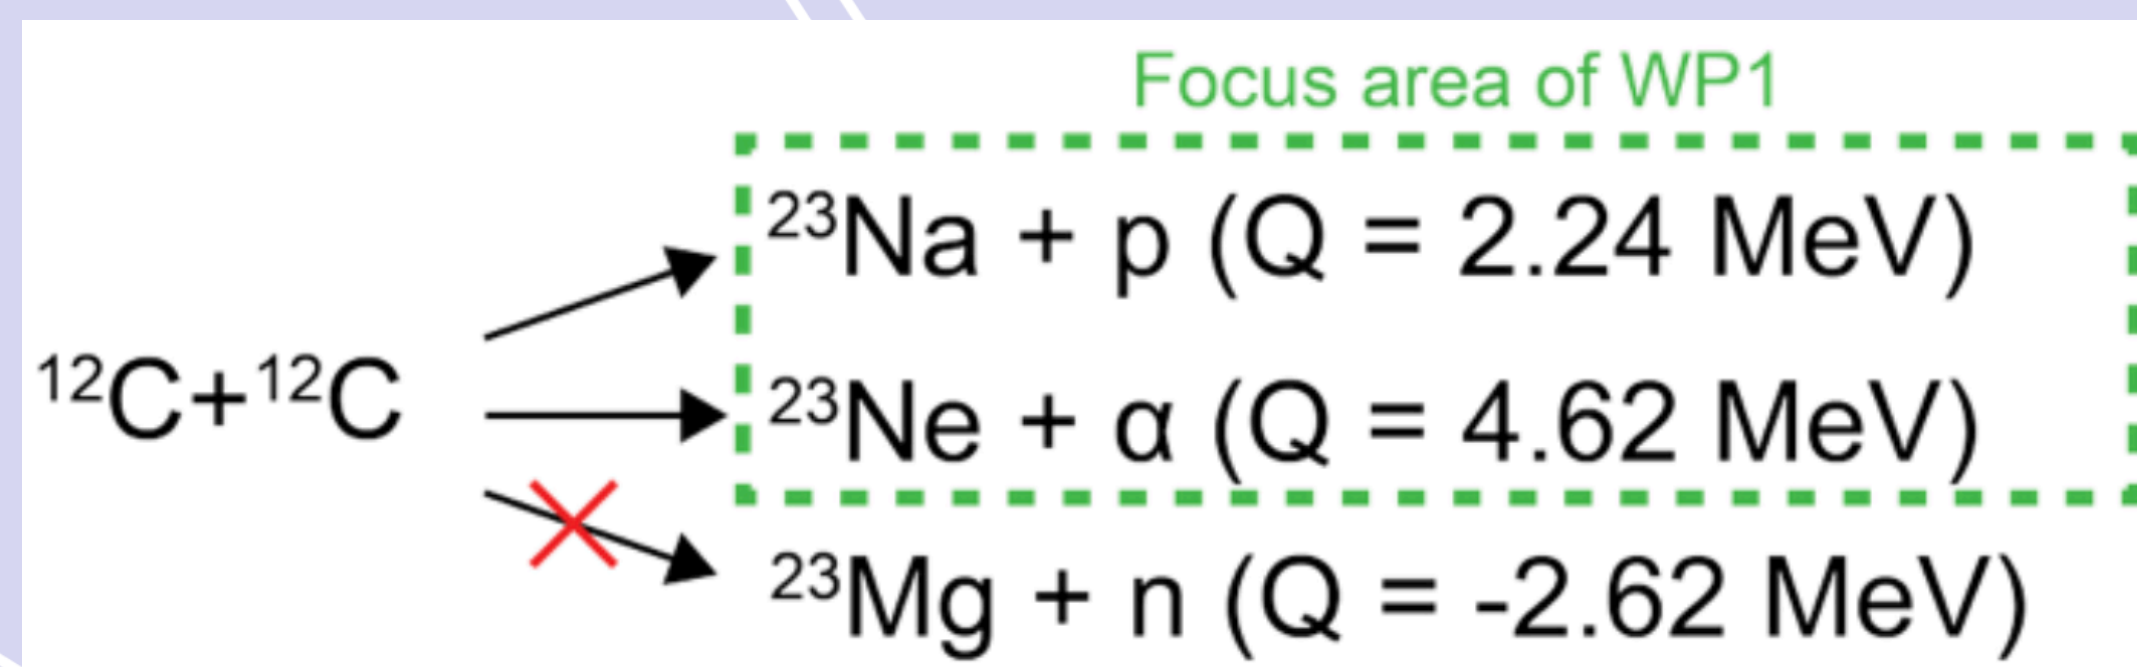 Focus area of WP1
²³Na + p (Q = 2.24 MeV)
¹²C+¹²C
²³Ne + α (Q = 4.62 MeV)
²³Mg + n (Q = -2.62 MeV)